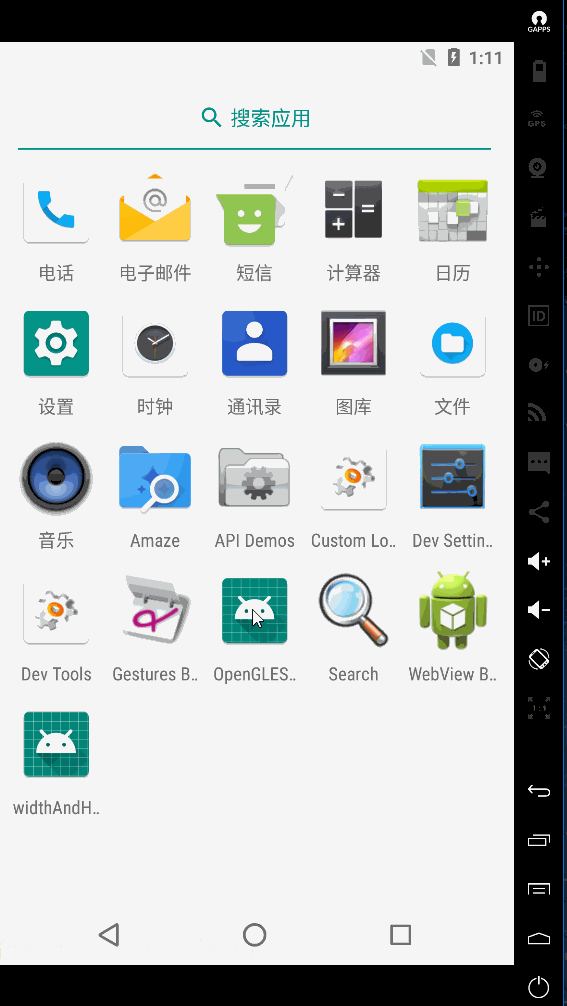 GAPPS
1:11
GPS
搜索应用
电话
电子邮件
短信
计算器
日历
ID
设置
时钟
通讯录
图库
文件
音乐
Amaze
API Demos
Custom Lo..
Dev Settin..
Dev Tools
Gestures B..
OpenGLES..
Search
WebView B..
1:1
widthAndH..